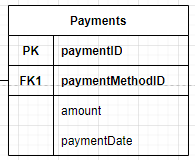 Payments
PK paymentID
FK1 paymentMethodID
amount
paymentDate